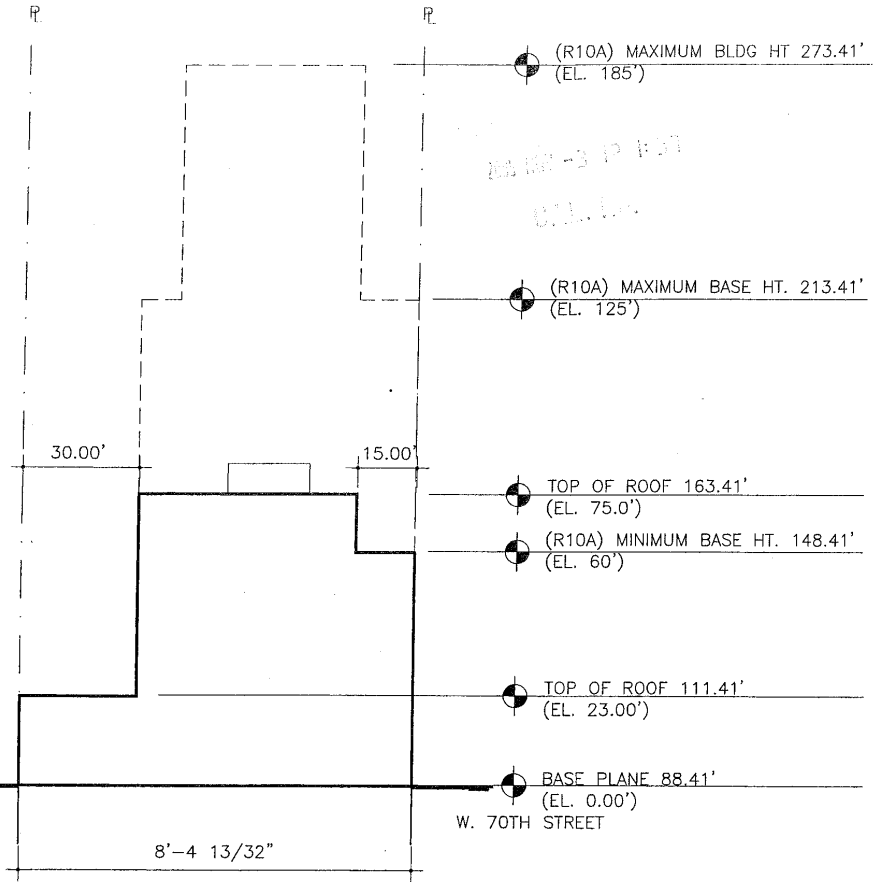 PL
PL
(R10A) MAXIMUM BLDG HT 273.41'
(EL. 185')
(R10A) MAXIMUM BASE HT. 213.41'
(EL. 125')
30.00'
15.00'
TOP OF ROOF 163.41'
(EL. 75.0')
(R10A) MINIMUM BASE HT. 148.41'
(EL. 60')
TOP OF ROOF 111.41'
(EL. 23.00')
BASE PLANE 88.41'
(EL. 0.00')
W. 70TH STREET
8'-4 13/32"